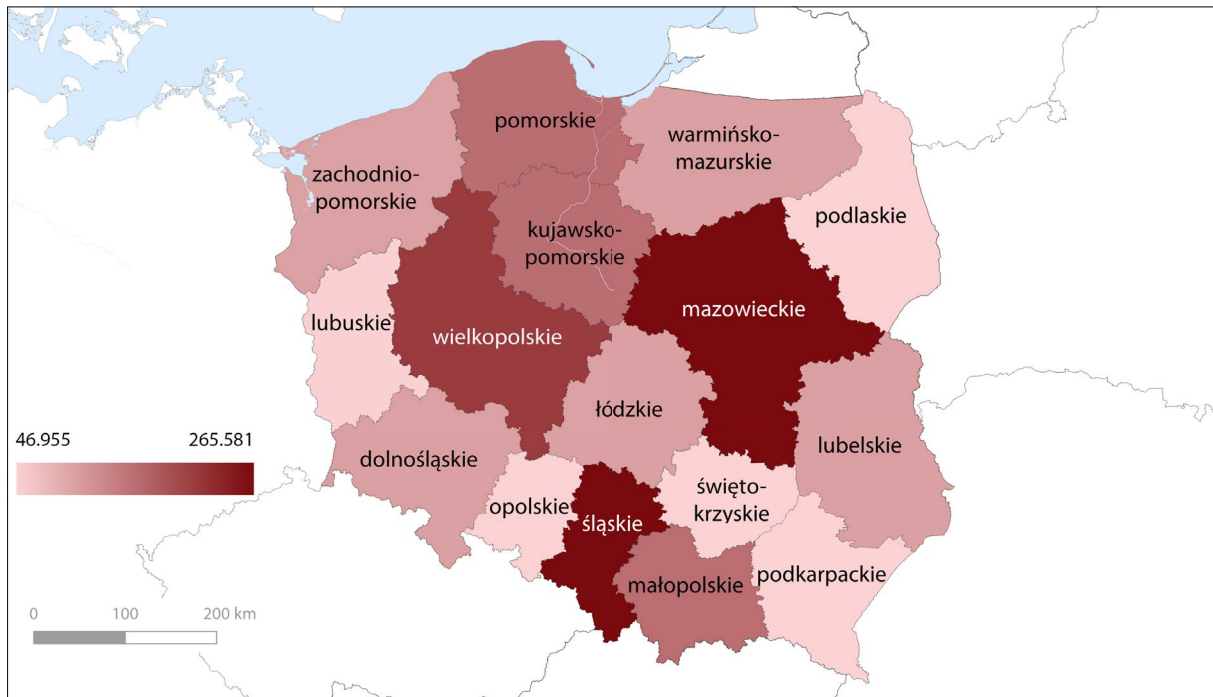 pomorskie
warmińsko-
mazurskie
zachodnio-
pomorskie
podlaskie
kujawsko-
pomorskie
mazowieckie
lubuskie
wielkopolskie
łódzkie
46.955
265.581
lubelskie
dolnośląskie
święto-
krzyskie
opolskie
śląskie
małopolskie
podkarpackie
0
100
200 km